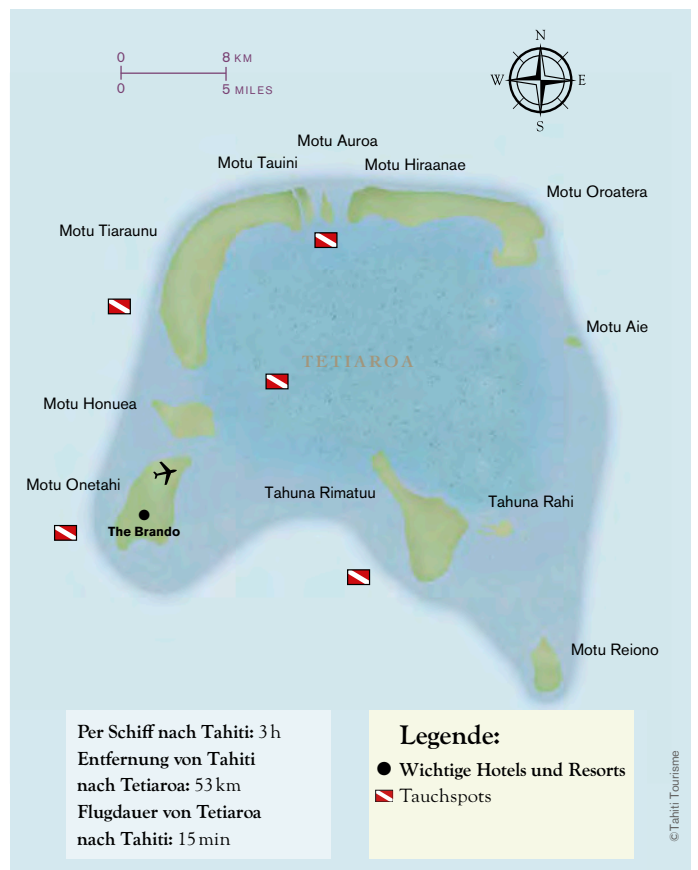 0 8 KM
0 5 MILES
N
W E
S
Motu Auroa
Motu Tauini
Motu Hiraanae
Motu Oroatera
Motu Tiaraunu
Motu Aie
TETIAROA
Motu Honuea
Motu Onetahi
Tahuna Rimatuu
Tahuna Rahi
The Brando
Motu Reiono
Per Schiff nach Tahiti: 3 h
Entfernung von Tahiti
nach Tetiaroa: 53 km
Flugdauer von Tetiaroa
nach Tahiti: 15 min
Legende:
Wichtige Hotels und Resorts
Tauchspots
©Tahiti Tourisme